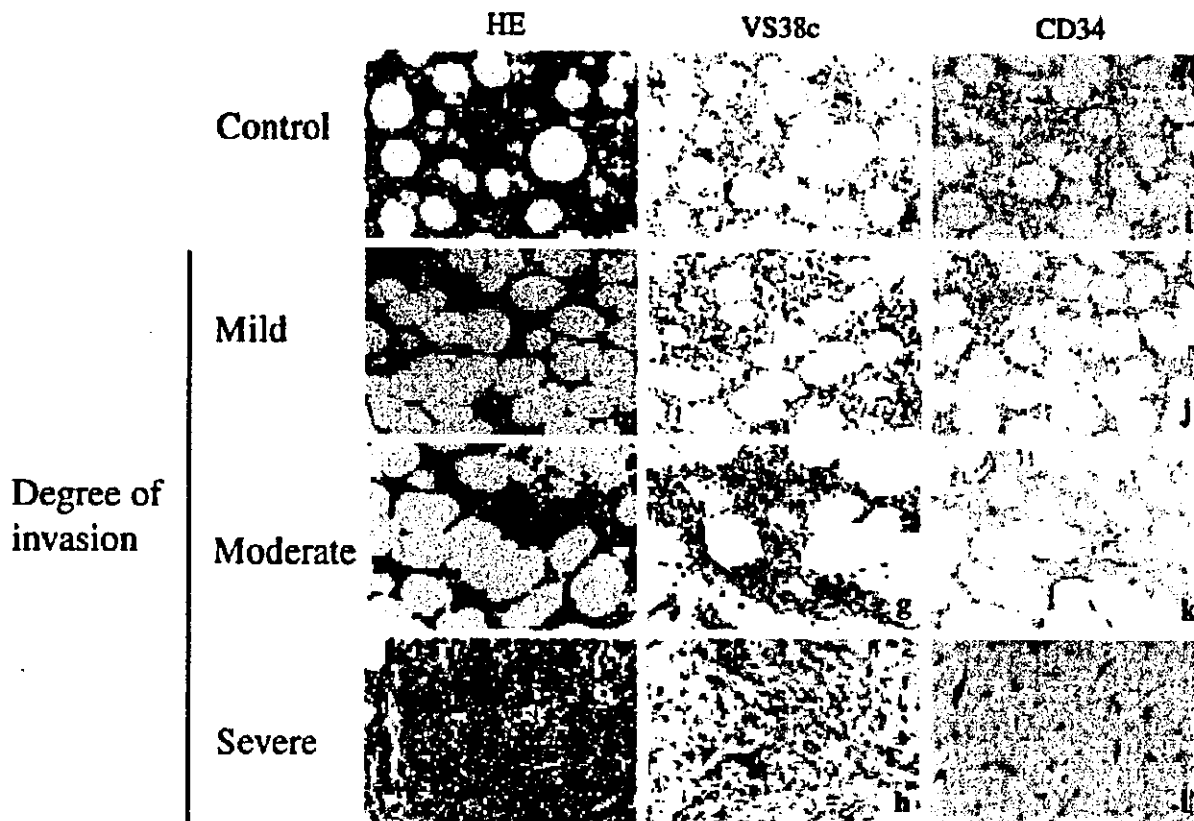 HE VS38c CD34
Control
Mild
j
Degree of
invasion
Moderate
g
k
Severe
h
l